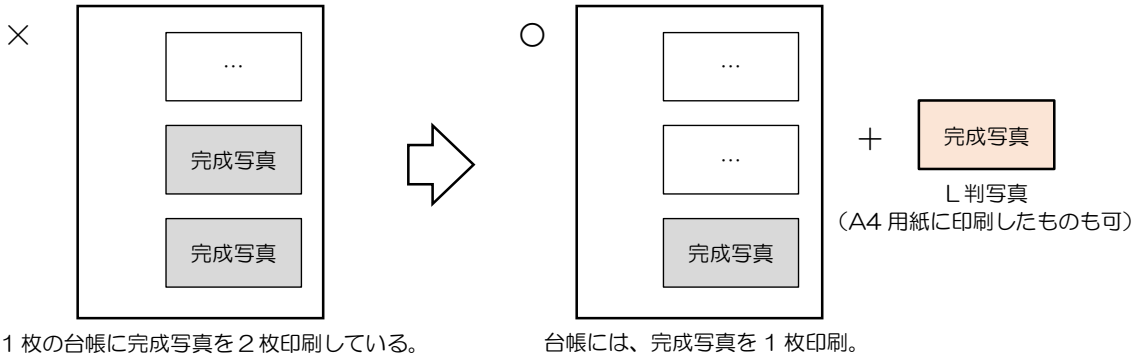 ×
…
完成写真
完成写真
1 枚の台帳に完成写真を2 枚印刷している。
○
…
…
完成写真
+
完成写真
L判写真
（A4 用紙に印刷したものも可）
台帳には、完成写真を 1 枚印刷。